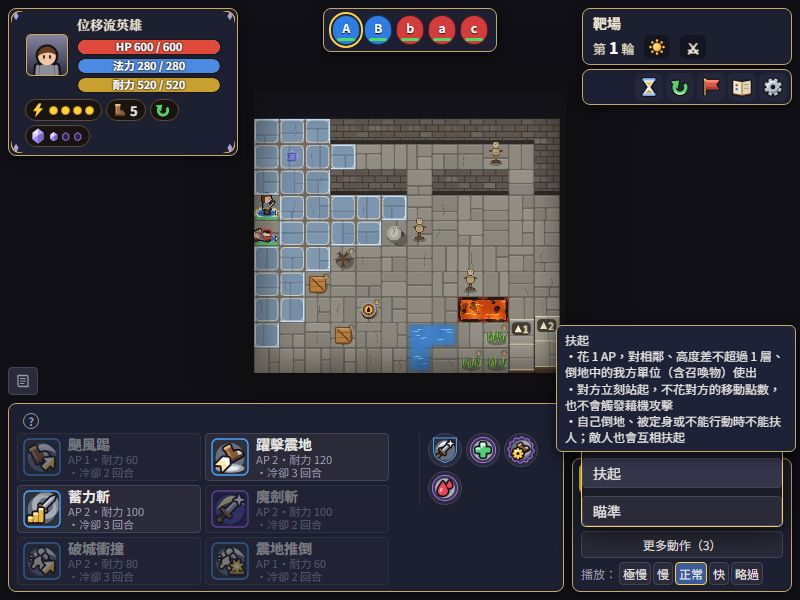 位移流英雄
HP 600 / 600
法力 280 / 280
耐力 520 / 520
5
A B b a c
靶場
第 1 輪
▲1 ▲2
扶起
・花 1 AP，對相鄰、高度差不超過 1 層、
倒地中的我方單位（含召喚物）使出
・對方立刻站起，不花對方的移動點數，
也不會觸發藉機攻擊
・自己倒地、被定身或不能行動時不能扶
人；敵人也會互相扶起
?
颶風踢
AP 1・耐力 60
・冷卻 2 回合
躍擊震地
AP 2・耐力 120
・冷卻 3 回合
蓄力斬
AP 2・耐力 100
・冷卻 3 回合
魔劍斬
AP 2・耐力 100
・冷卻 2 回合
破城衝撞
AP 2・耐力 80
・冷卻 3 回合
震地推倒
AP 1・耐力 60
・冷卻 2 回合
扶起
瞄準
更多動作（3）
播放： 極慢 慢 正常 快 略過